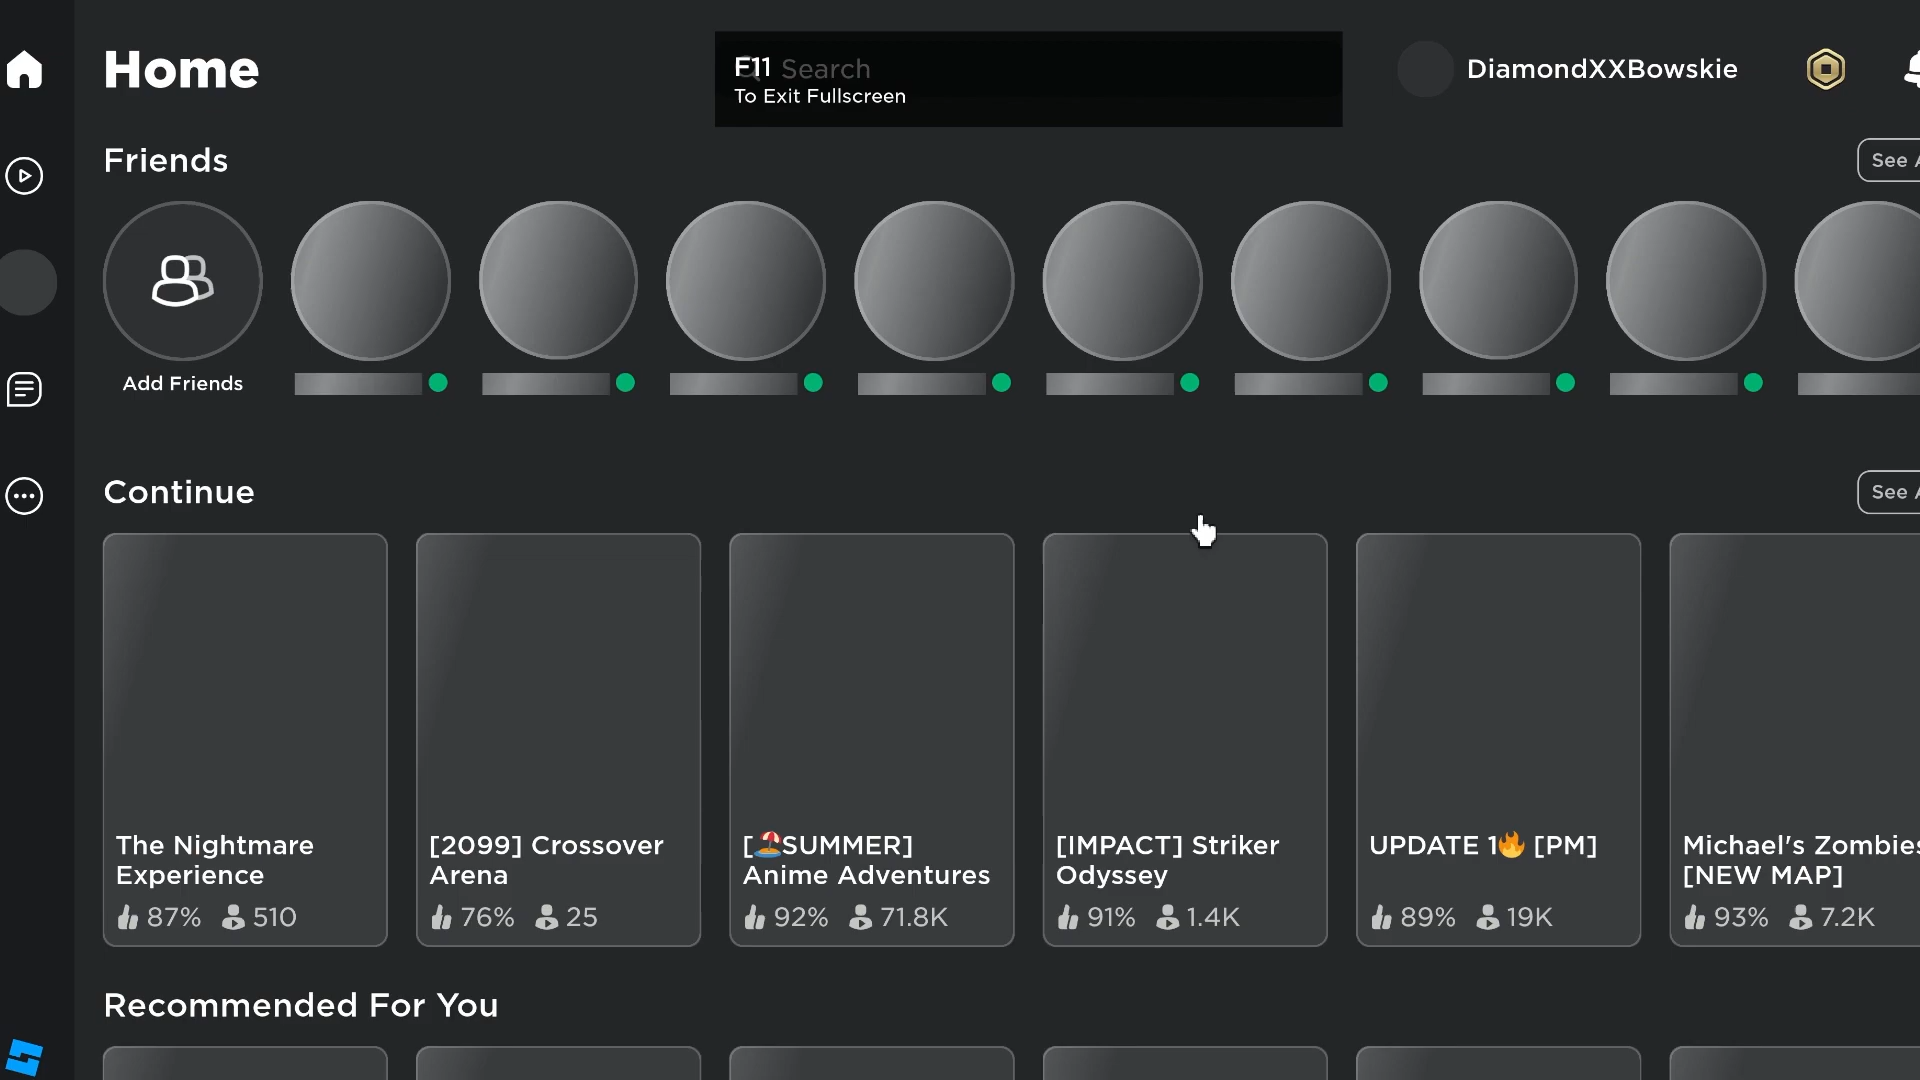 Home
F11 Search
To Exit Fullscreen
DiamondXXBowskie
Friends
See A
Add Friends
Continue
See A
The Nightmare
Experience
87% 510
[2099] Crossover
Arena
76% 25
[🏖️SUMMER]
Anime Adventures
92% 71.8K
[IMPACT] Striker
Odyssey
91% 1.4K
UPDATE 1🔥 [PM]
89% 19K
Michael's Zombies
[NEW MAP]
93% 7.2K
Recommended For You